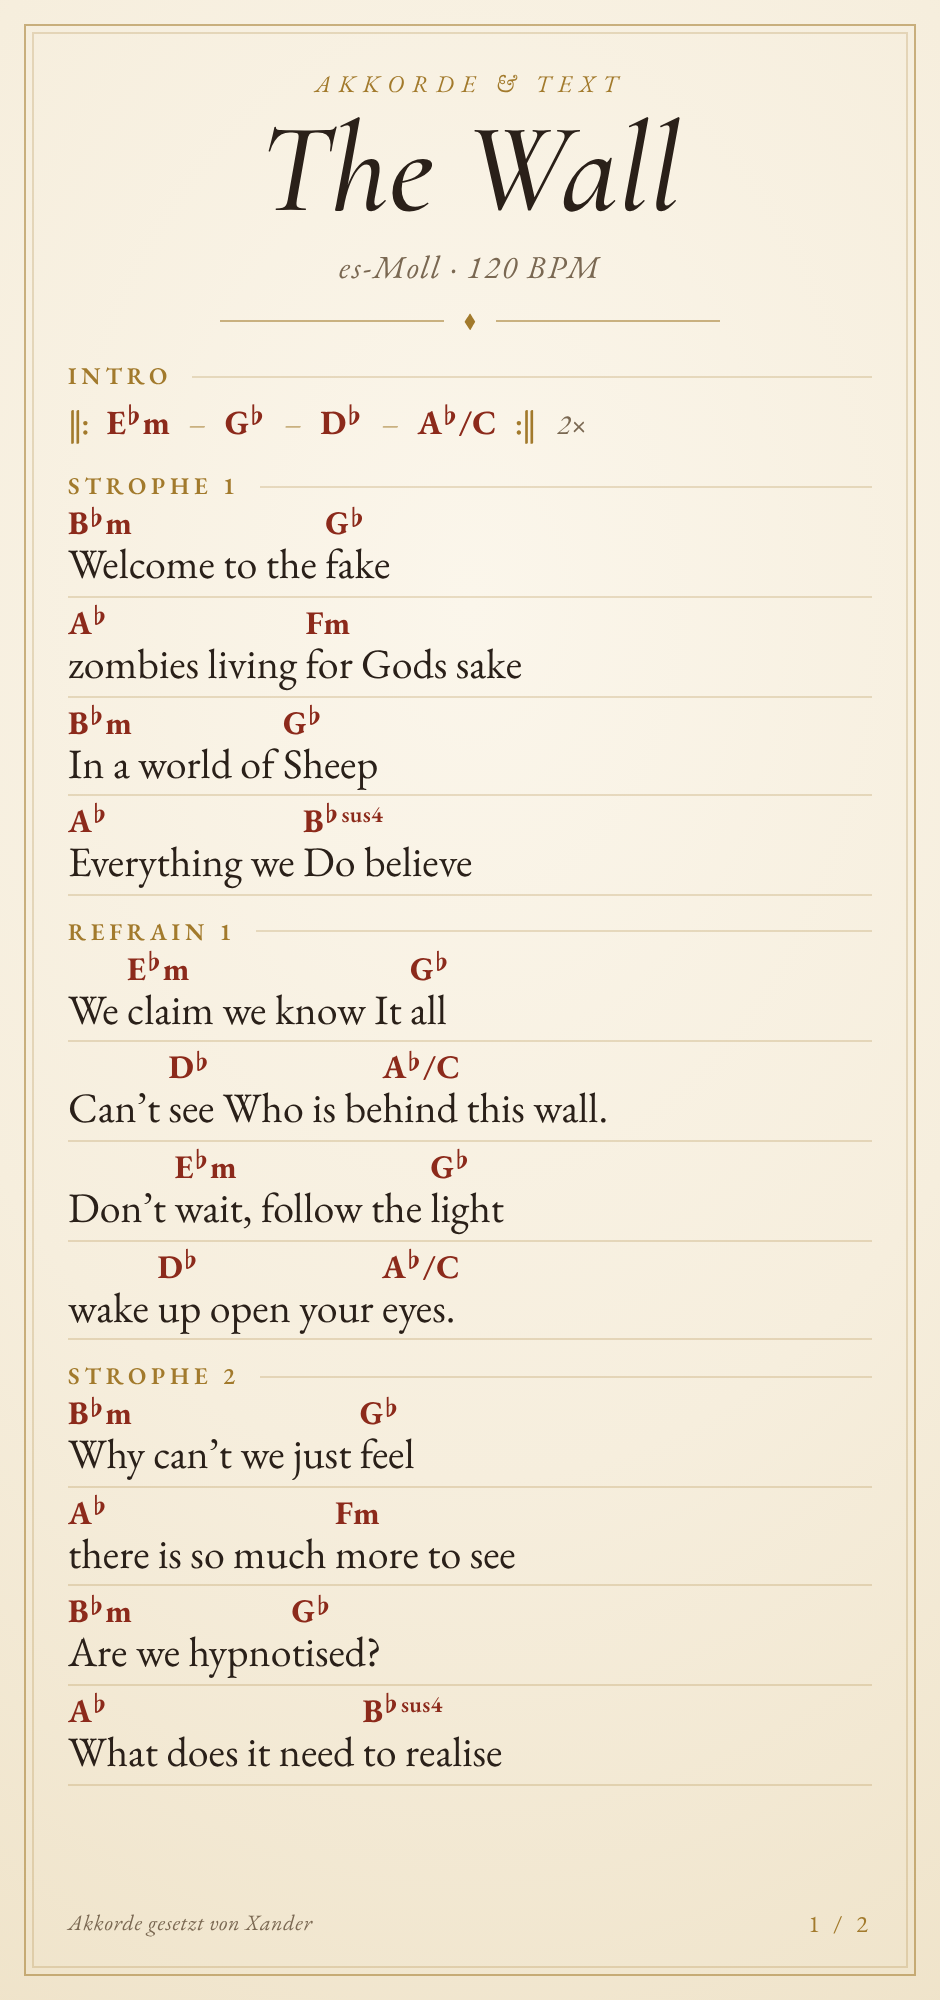 AKKORDE & TEXT
The Wall
es-Moll · 120 BPM
INTRO
𝄆 E♭m – G♭ – D♭ – A♭/C 𝄇 2×
STROPHE 1
B♭m G♭
Welcome to the fake
A♭ Fm
zombies living for Gods sake
B♭m G♭
In a world of Sheep
A♭ B♭sus4
Everything we Do believe
REFRAIN 1
E♭m G♭
We claim we know It all
D♭ A♭/C
Can’t see Who is behind this wall.
E♭m G♭
Don’t wait, follow the light
D♭ A♭/C
wake up open your eyes.
STROPHE 2
B♭m G♭
Why can’t we just feel
A♭ Fm
there is so much more to see
B♭m G♭
Are we hypnotised?
A♭ B♭sus4
What does it need to realise
Akkorde gesetzt von Xander
1 / 2